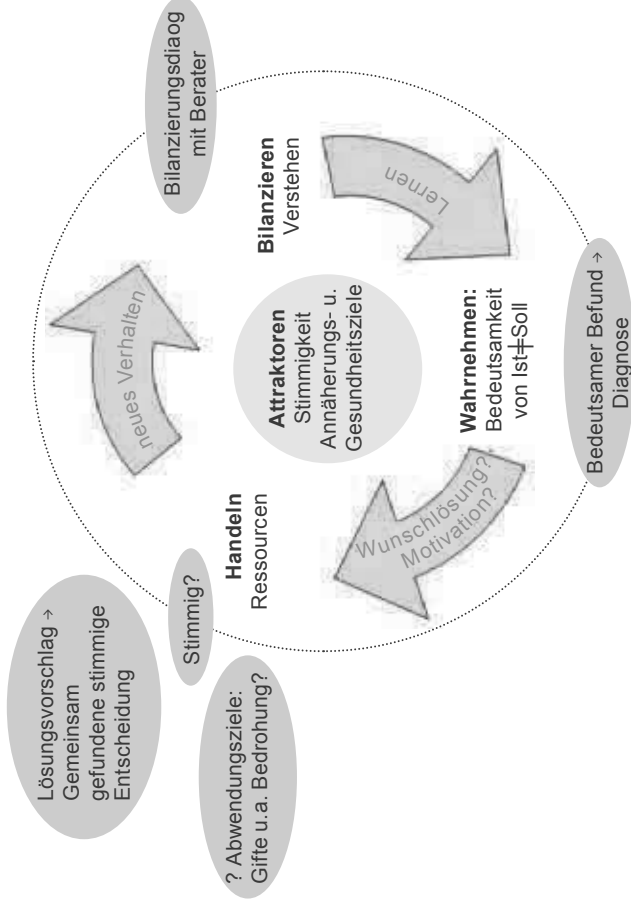 Lösungsvorschlag →
Gemeinsam
gefundene stimmige
Entscheidung
? Abwendungsziele:
Gifte u.a. Bedrohung?
Stimmig?
Handeln
Ressourcen
neues Verhalten
Bilanzierungsdiaog
mit Berater
Bilanzieren
Verstehen
Lernen
Attraktoren
Stimmigkeit
Annäherungs- u.
Gesundheitsziele
Wahrnehmen:
Bedeutsamkeit
von Ist╪Soll
Wunschlösung?
Motivation?
Bedeutsamer Befund →
Diagnose